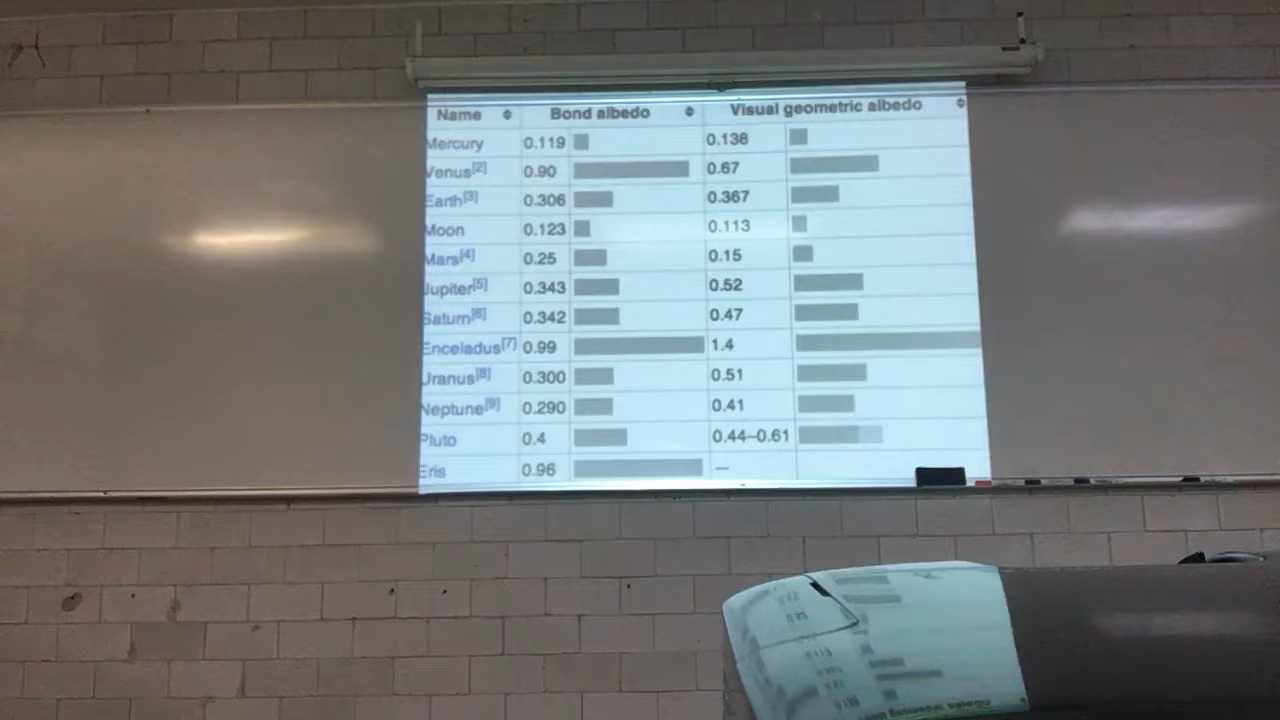 Name Bond albedo Visual geometric albedo
Mercury 0.119 0.138
Venus[2] 0.90 0.67
Earth[3] 0.306 0.367
Moon 0.123 0.113
Mars[4] 0.25 0.15
Jupiter[5] 0.343 0.52
Saturn[6] 0.342 0.47
Enceladus[7] 0.99 1.4
Uranus[8] 0.300 0.51
Neptune[9] 0.290 0.41
Pluto 0.4 0.44–0.61
Eris 0.96 —